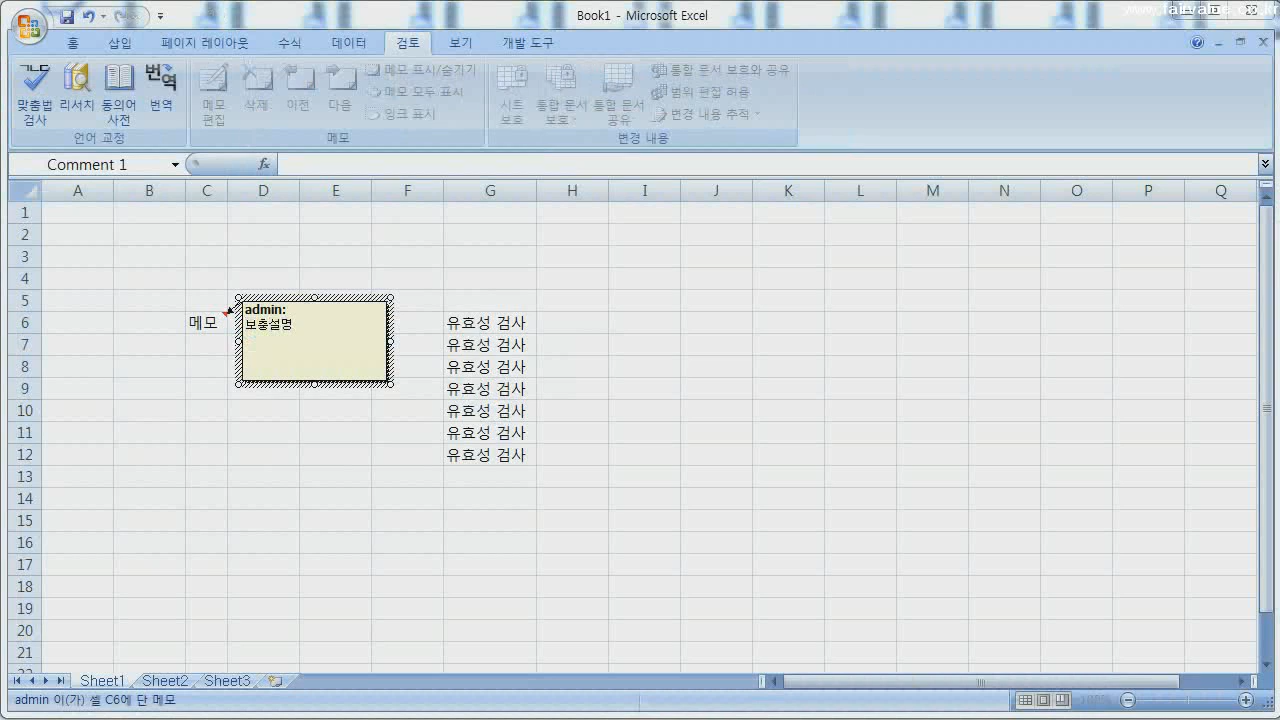 Book1 - Microsoft Excel
홈 삽입 페이지 레이아웃 수식 데이터 검토 보기 개발 도구
맞춤법 검사 리서치 동의어 사전 번역
언어 교정
메모 편집 삭제 이전 다음
메모 표시/숨기기
메모 모두 표시
잉크 표시
메모
시트 보호 통합 문서 보호 통합 문서 공유
통합 문서 보호와 공유
범위 편집 허용
변경 내용 추적
변경 내용
Comment 1 fx
A B C D E F G H I J K L M N O P Q
1
2
3
4
5
admin:
6 메모 보충설명 유효성 검사
7 유효성 검사
8 유효성 검사
9 유효성 검사
10 유효성 검사
11 유효성 검사
12 유효성 검사
13
14
15
16
17
18
19
20
21
Sheet1 Sheet2 Sheet3
admin 이(가) 셀 C6에 단 메모